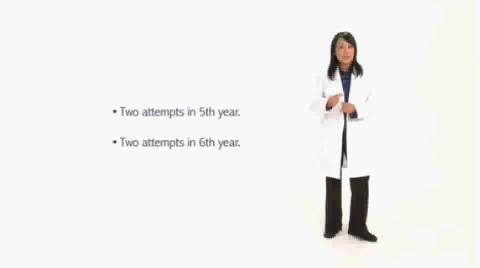 • Two attempts in 5th year.
• Two attempts in 6th year.